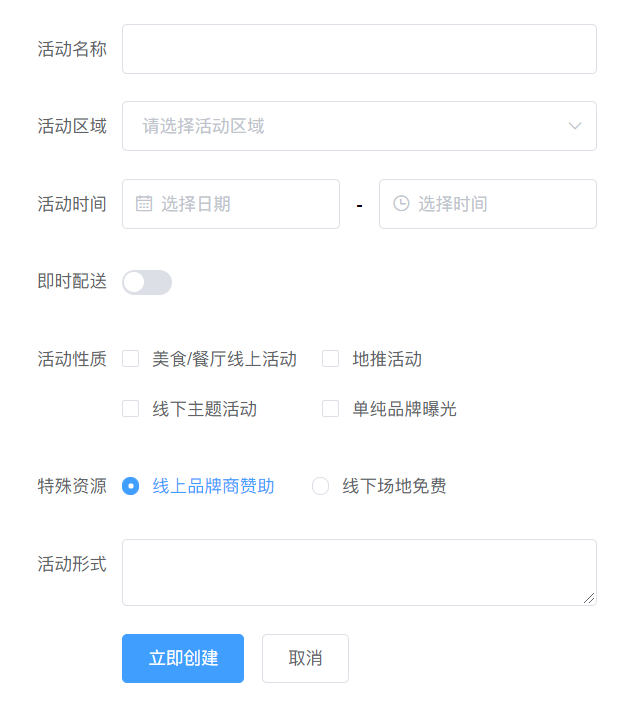 活动名称
活动区域 请选择活动区域
活动时间 选择日期 - 选择时间
即时配送
活动性质 美食/餐厅线上活动 地推活动
线下主题活动 单纯品牌曝光
特殊资源 线上品牌商赞助 线下场地免费
活动形式
立即创建 取消